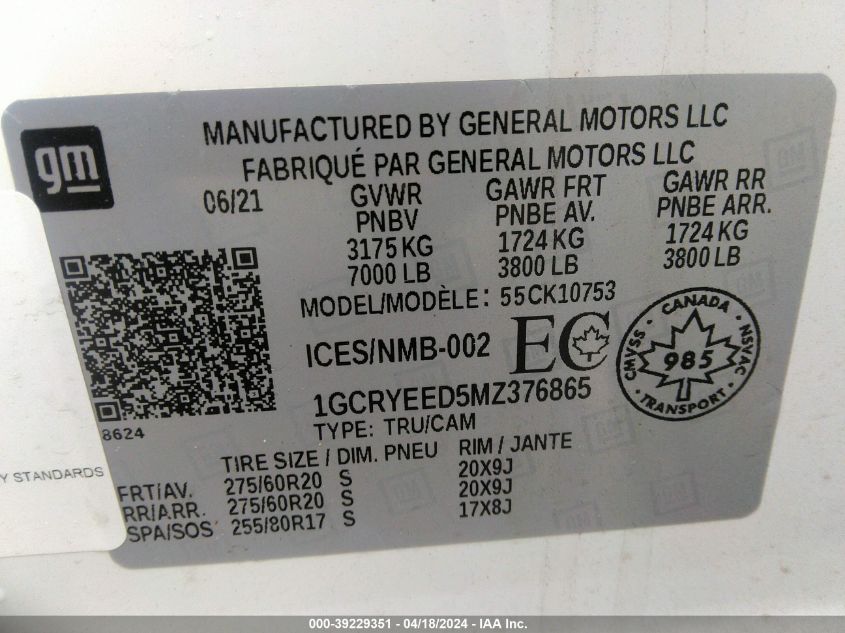 gm
MANUFACTURED BY GENERAL MOTORS LLC
FABRIQUÉ PAR GENERAL MOTORS LLC
06/21 GVWR GAWR FRT GAWR RR
PNBV PNBE AV. PNBE ARR.
3175 KG 1724 KG 1724 KG
7000 LB 3800 LB 3800 LB
MODEL/MODÈLE: 55CK10753
ICES/NMB-002 EC
CANADA
CMVSS 985 NSVAC
TRANSPORT
1GCRYEED5MZ376865
8624
TYPE: TRU/CAM
TIRE SIZE / DIM. PNEU RIM / JANTE
FRT/AV. 275/60R20 S 20X9J
RR/ARR. 275/60R20 S 20X9J
SPA/SOS 255/80R17 S 17X8J
Y STANDARDS
000-39229351 - 04/18/2024 - IAAI.com